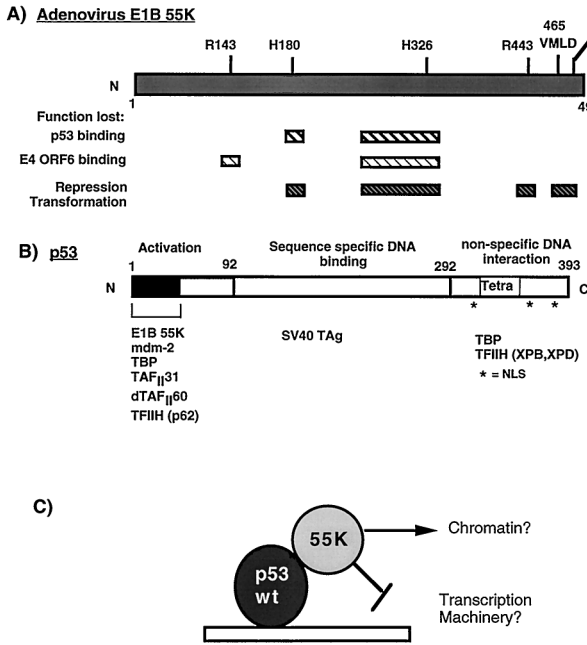 A) Adenovirus E1B 55K
465
R143 H180 H326 R443 VMLD
N
1 49
Function lost:
p53 binding
E4 ORF6 binding
Repression
Transformation
B) p53
Activation Sequence specific DNA binding non-specific DNA interaction
1 92 292 393
N Tetra C
* * *
E1B 55K
mdm-2
TBP
TAFII31
dTAFII60
TFIIH (p62)
SV40 TAg
TBP
TFIIH (XPB,XPD)
* = NLS
C)
55K
Chromatin?
p53
wt
Transcription
Machinery?